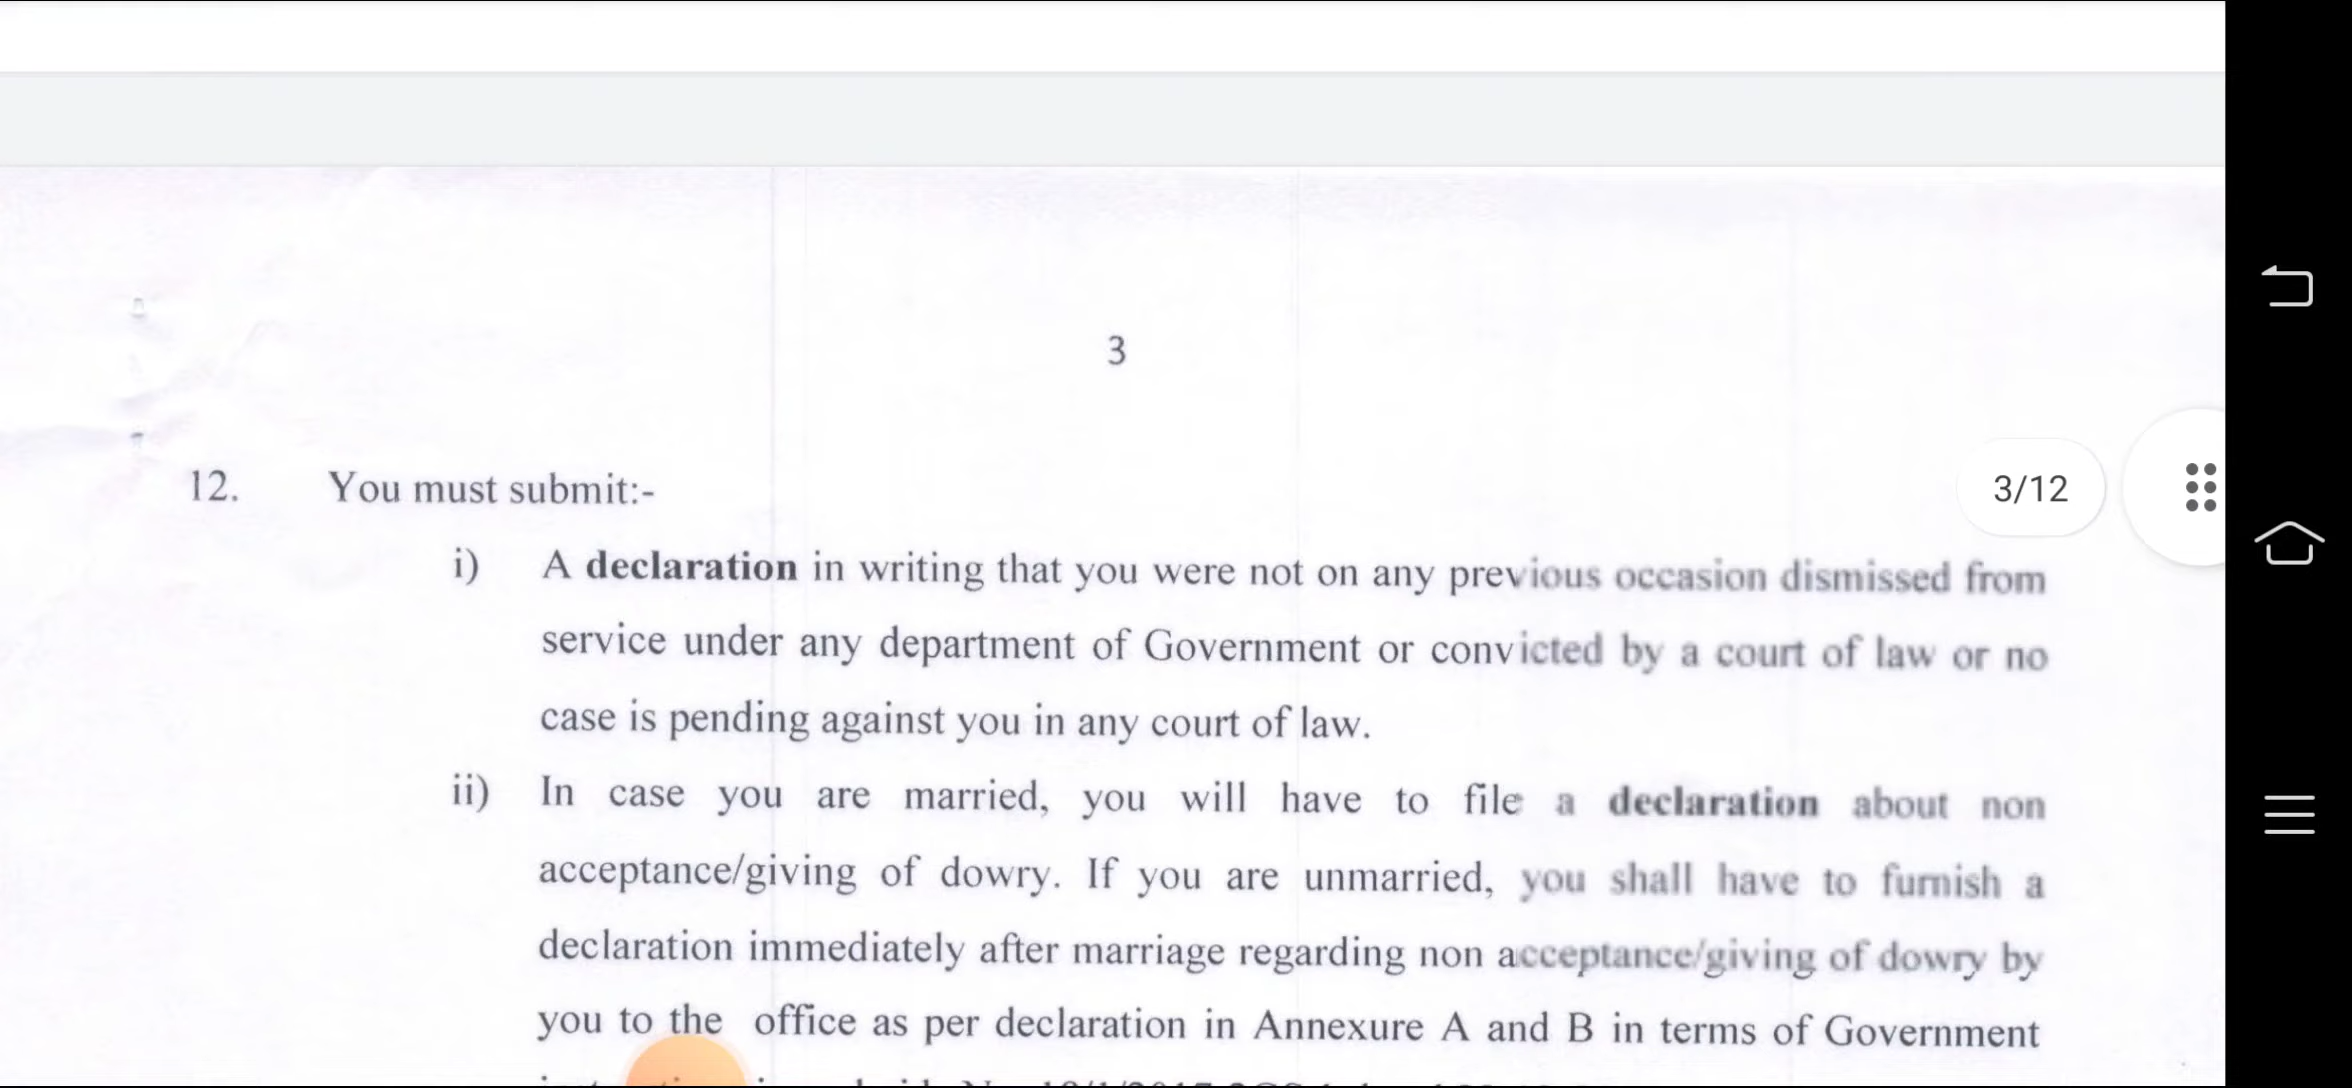 3
12. You must submit:-
3/12
i) A declaration in writing that you were not on any previous occasion dismissed from
service under any department of Government or convicted by a court of law or no
case is pending against you in any court of law.
ii) In case you are married, you will have to file a declaration about non
acceptance/giving of dowry. If you are unmarried, you shall have to furnish a
declaration immediately after marriage regarding non acceptance/giving of dowry by
you to the office as per declaration in Annexure A and B in terms of Government